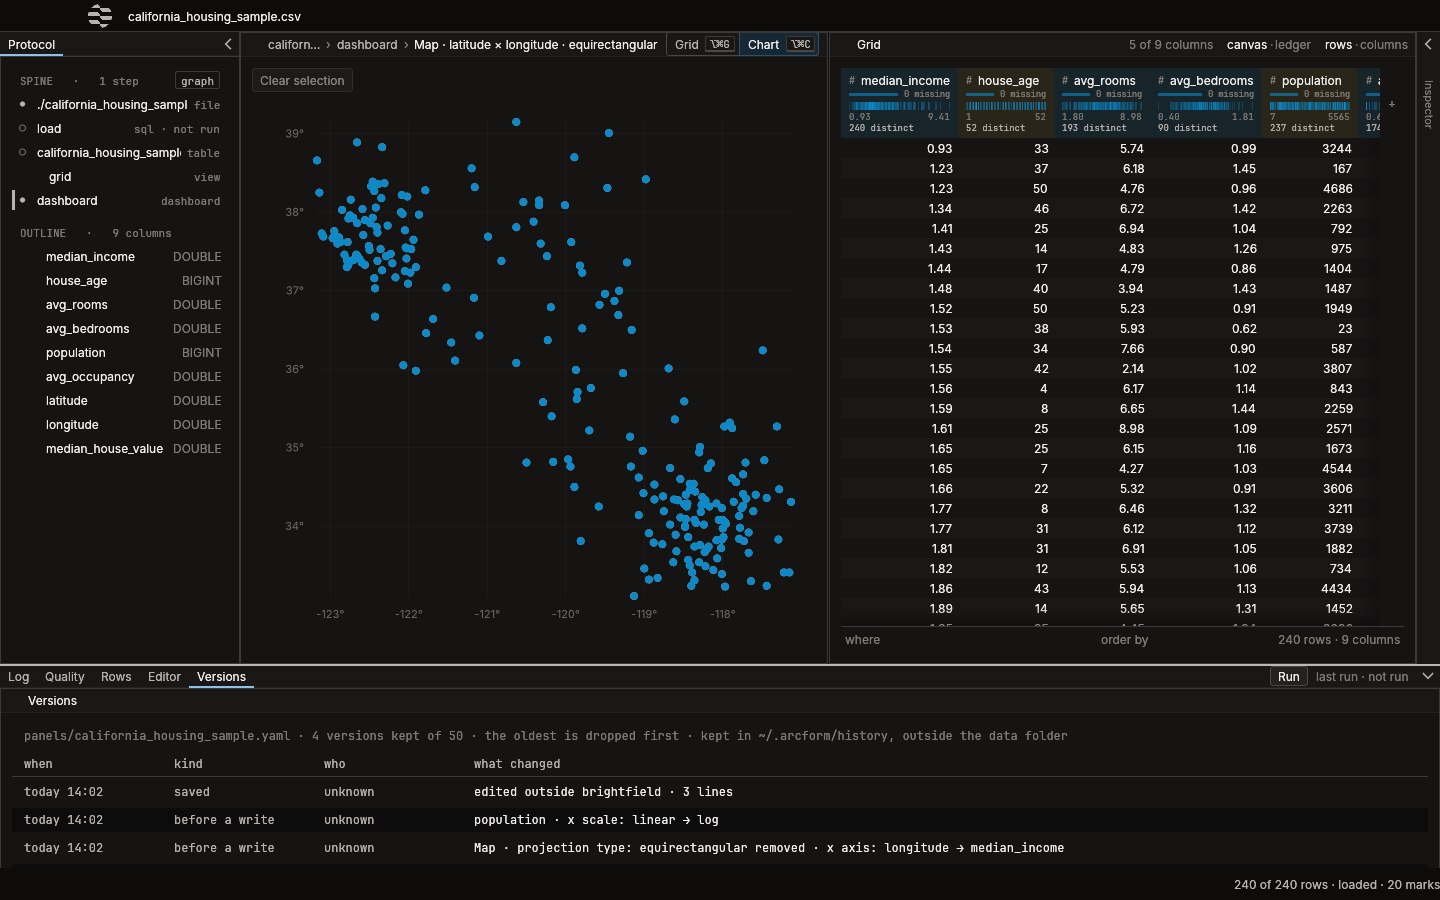 california_housing_sample.csv
Protocol
californ... › dashboard › Map · latitude × longitude · equirectangular
Grid ⌥⌘G
Chart ⌥⌘C
Grid
5 of 9 columns
canvas · ledger
rows · columns
SPINE · 1 step
graph
./california_housing_sampl file
load sql · not run
california_housing_sampl table
grid view
dashboard dashboard
OUTLINE · 9 columns
median_income DOUBLE
house_age BIGINT
avg_rooms DOUBLE
avg_bedrooms DOUBLE
population BIGINT
avg_occupancy DOUBLE
latitude DOUBLE
longitude DOUBLE
median_house_value DOUBLE
Clear selection
39°
38°
37°
36°
35°
34°
-123° -122° -121° -120° -119° -118°
# median_income # house_age # avg_rooms # avg_bedrooms # population # a
0 missing 0 missing 0 missing 0 missing 0 missing
0.93 9.41 1 52 1.80 8.98 0.40 1.81 7 5565 0.6
240 distinct 52 distinct 193 distinct 90 distinct 237 distinct 174
+
Inspector
0.93 33 5.74 0.99 3244
1.23 37 6.18 1.45 167
1.23 50 4.76 0.96 4686
1.34 46 6.72 1.42 2263
1.41 25 6.94 1.04 792
1.43 14 4.83 1.26 975
1.44 17 4.79 0.86 1404
1.48 40 3.94 1.43 1487
1.52 50 5.23 0.91 1949
1.53 38 5.93 0.62 23
1.54 34 7.66 0.90 587
1.55 42 2.14 1.02 3807
1.56 4 6.17 1.14 843
1.59 8 6.65 1.44 2259
1.61 25 8.98 1.09 2571
1.65 25 6.15 1.16 1673
1.65 7 4.27 1.03 4544
1.66 22 5.32 0.91 3606
1.77 8 6.46 1.32 3211
1.77 31 6.12 1.12 3739
1.81 31 6.91 1.05 1882
1.82 12 5.53 1.06 734
1.86 43 5.94 1.13 4434
1.89 14 5.65 1.31 1452
where order by 240 rows · 9 columns
Log Quality Rows Editor Versions
Run last run · not run
Versions
panels/california_housing_sample.yaml · 4 versions kept of 50 · the oldest is dropped first · kept in ~/.arcform/history, outside the data folder
when kind who what changed
today 14:02 saved unknown edited outside brightfield · 3 lines
today 14:02 before a write unknown population · x scale: linear → log
today 14:02 before a write unknown Map · projection type: equirectangular removed · x axis: longitude → median_income
240 of 240 rows · loaded · 20 marks